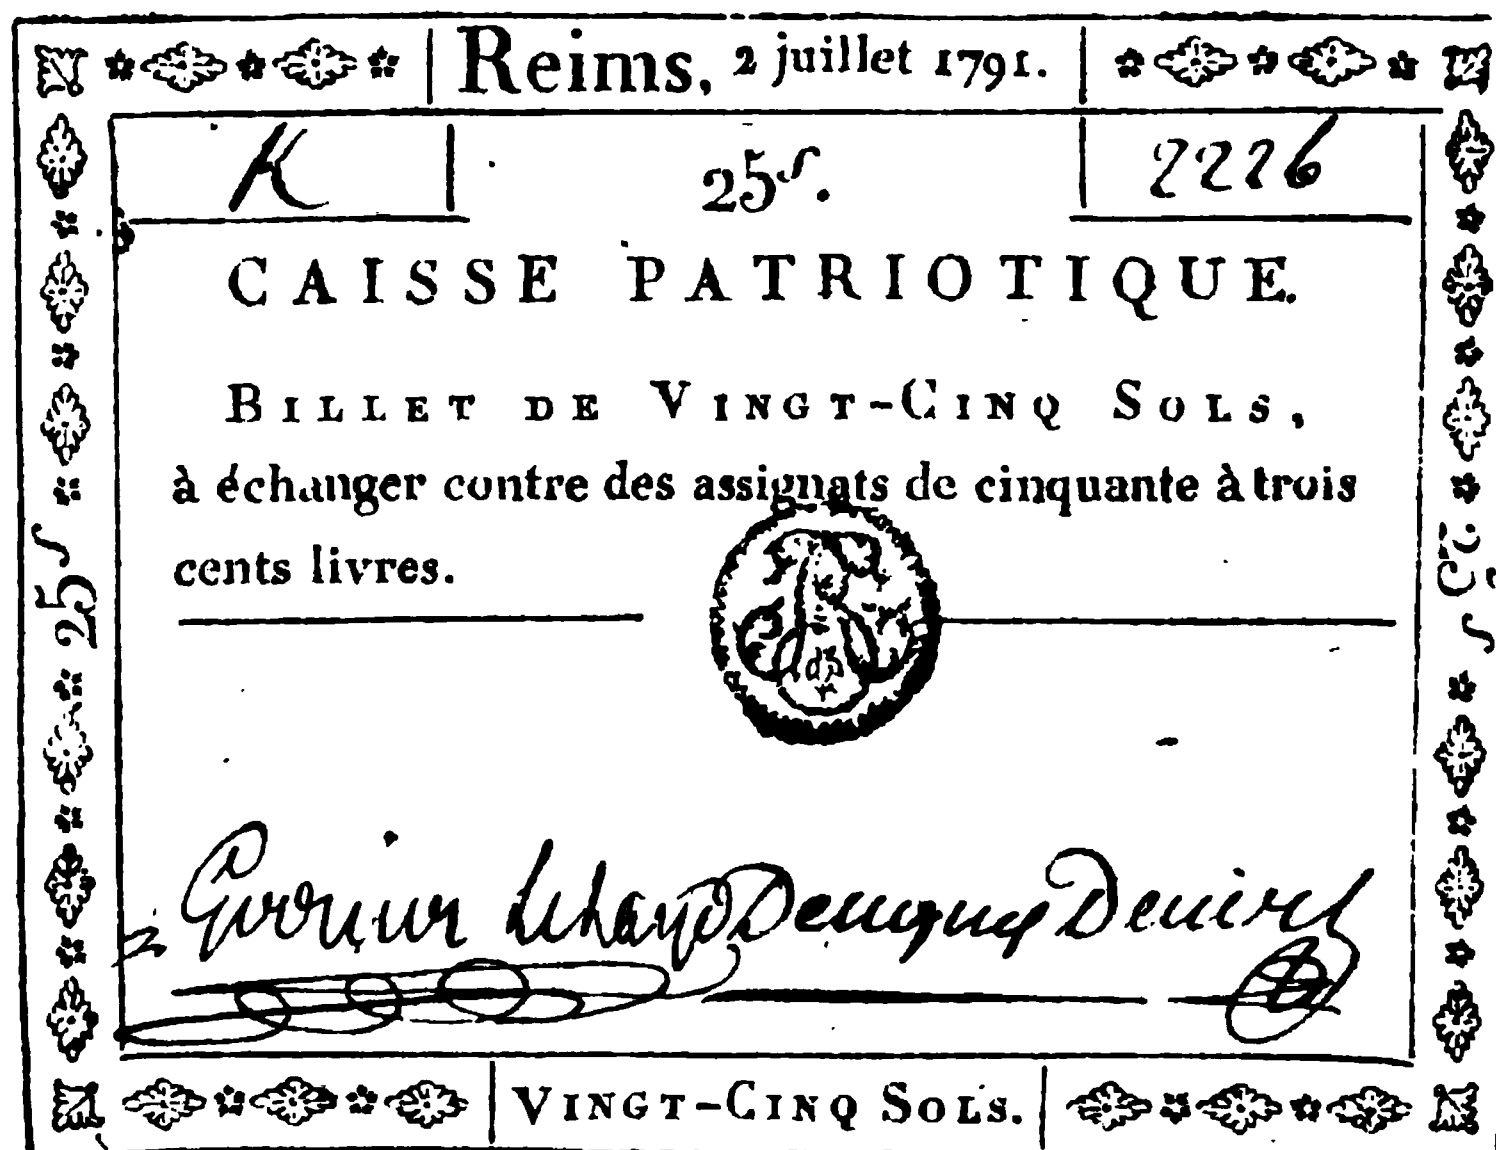 Reims, 2 juillet 1791.
K
25ˢ.
2226
CAISSE PATRIOTIQUE.
BILLET DE VINGT-CINQ SOLS,
à échanger contre des assignats de cinquante à trois
cents livres.
25ˢ
25ˢ
VINGT-CINQ SOLS.